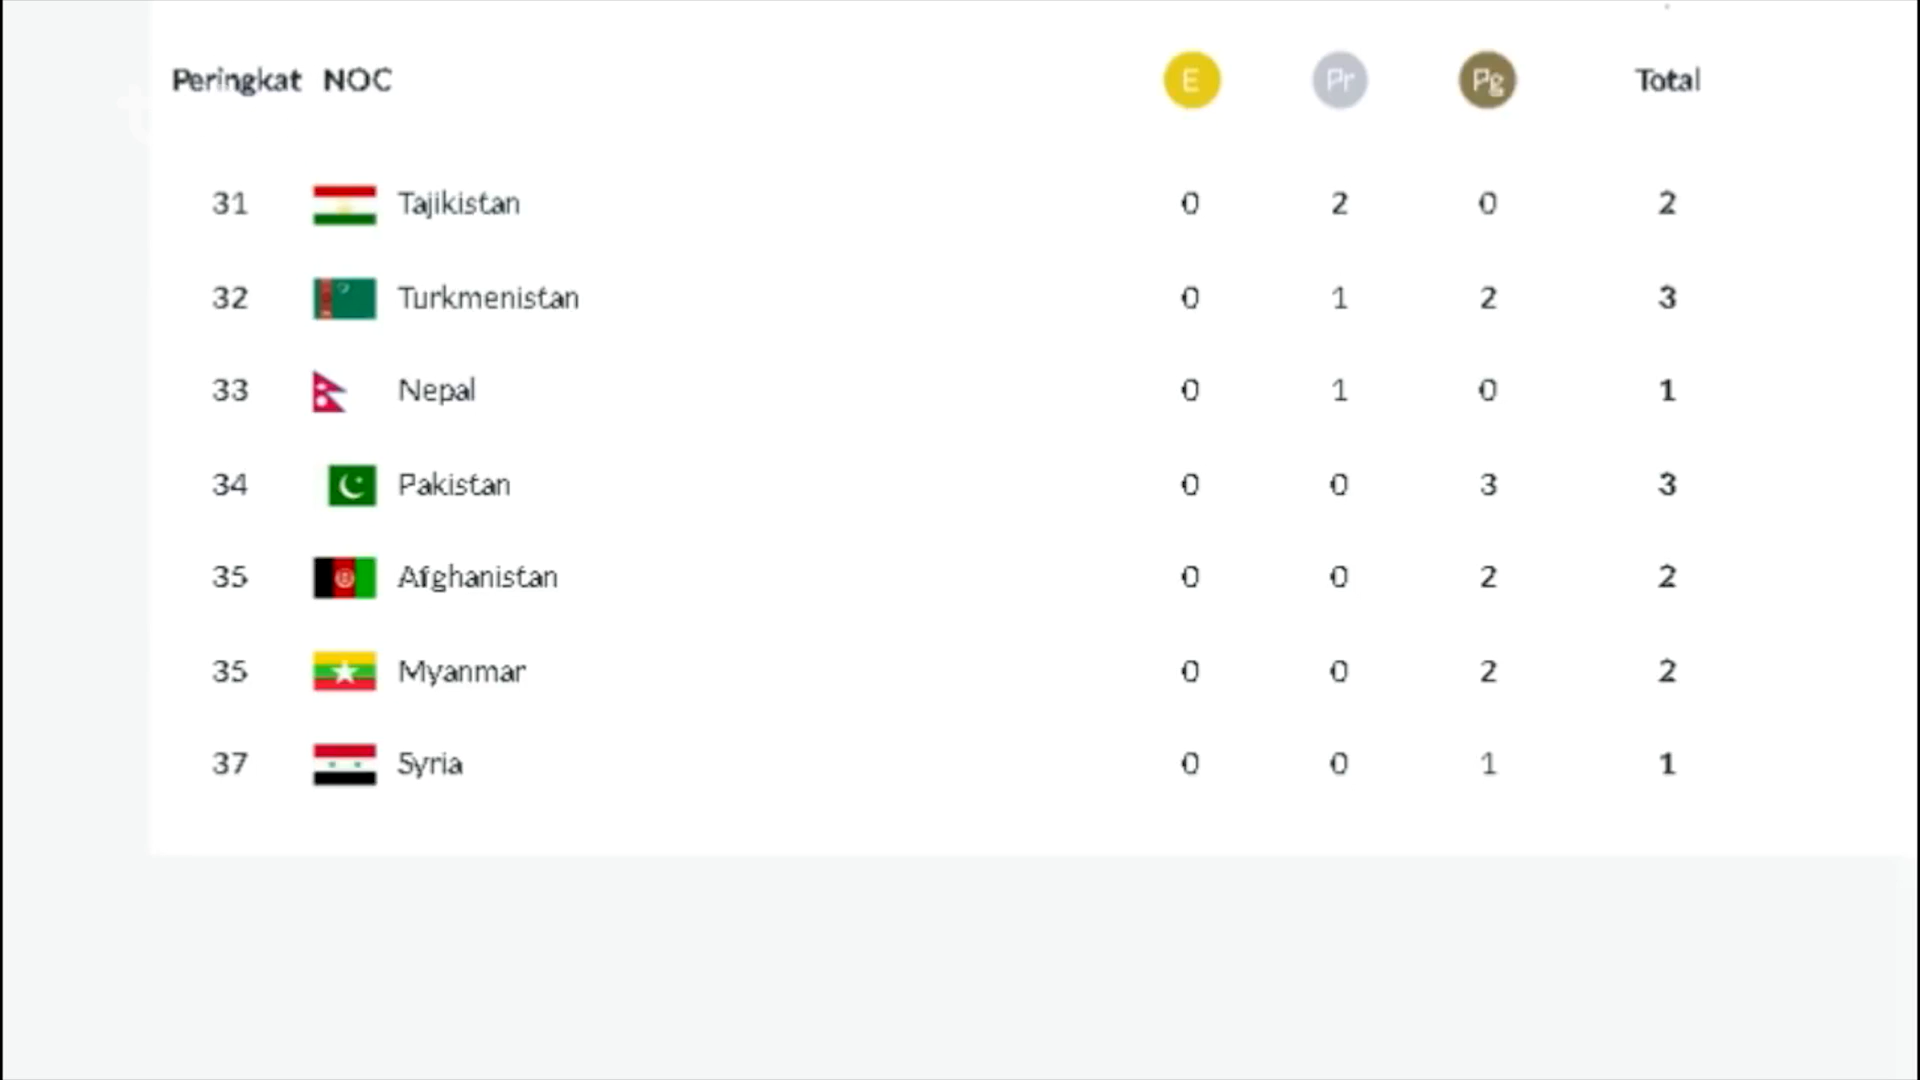 Peringkat NOC E Pr Pg Total
31 Tajikistan 0 2 0 2
32 Turkmenistan 0 1 2 3
33 Nepal 0 1 0 1
34 Pakistan 0 0 3 3
35 Afghanistan 0 0 2 2
35 Myanmar 0 0 2 2
37 Syria 0 0 1 1